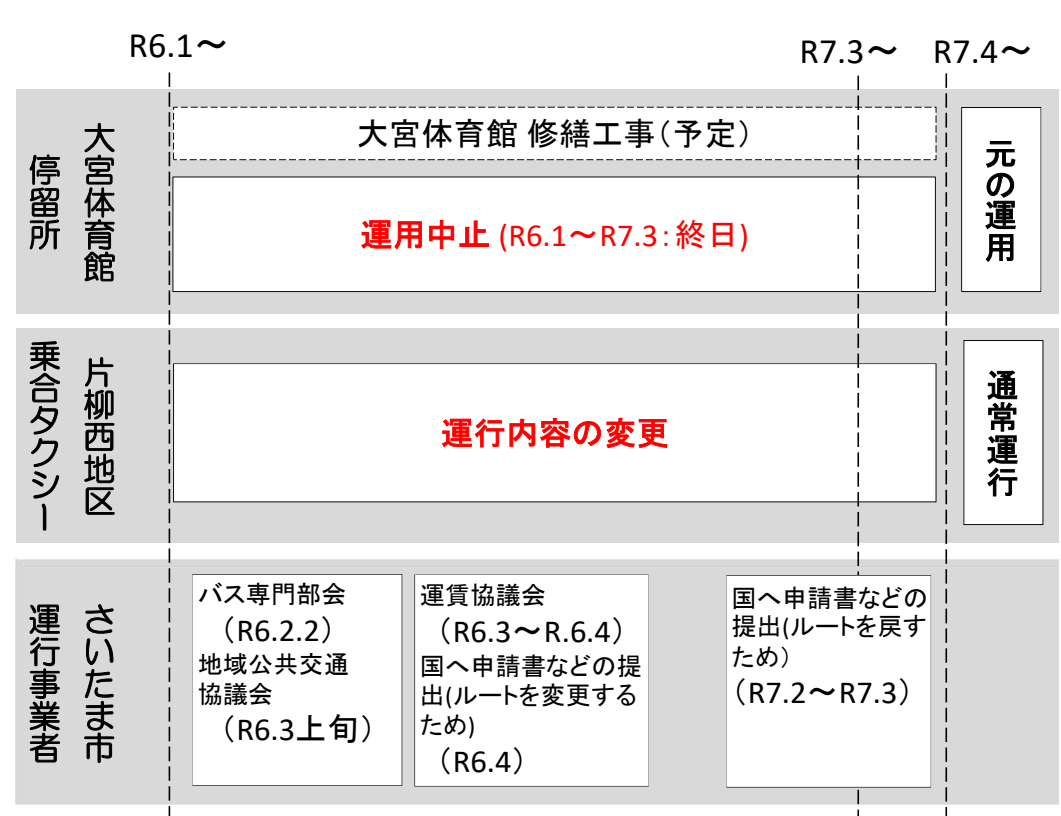 R6.1～
R7.3～
R7.4～
大宮体育館
停留所
大宮体育館 修繕工事(予定)
運用中止 (R6.1～R7.3:終日)
元の運用
片柳西地区
乗合タクシー
運行内容の変更
通常運行
さいたま市
運行事業者
バス専門部会
（R6.2.2）
地域公共交通
協議会
（R6.3上旬）
運賃協議会
（R6.3～R.6.4）
国へ申請書などの提
出(ルートを変更する
ため)
（R6.4）
国へ申請書などの
提出(ルートを戻す
ため）
（R7.2～R7.3）